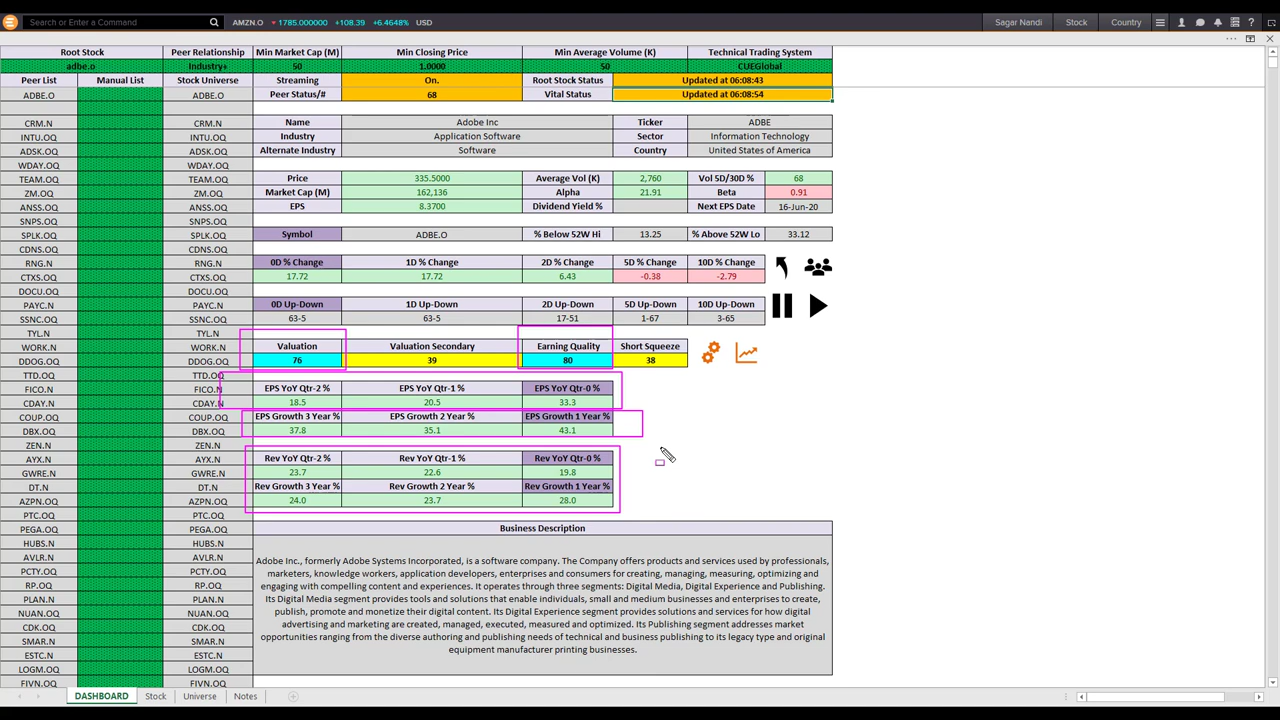 Search or Enter a Command AMZN.O 1785.000000 +108.39 +6.4648% USD Sagar Nandi Stock Country
Root Stock Peer Relationship Min Market Cap (M) Min Closing Price Min Average Volume (K) Technical Trading System
adbe.o Industry+ 50 1.0000 50 CUEGlobal
Peer List Manual List Stock Universe Streaming On. Root Stock Status Updated at 06:08:43
ADBE.O ADBE.O Peer Status/# 68 Vital Status Updated at 06:08:54
CRM.N CRM.N Name Adobe Inc Ticker ADBE
INTU.OQ INTU.OQ Industry Application Software Sector Information Technology
ADSK.OQ ADSK.OQ Alternate Industry Software Country United States of America
WDAY.OQ WDAY.OQ
TEAM.OQ TEAM.OQ Price 335.5000 Average Vol (K) 2,760 Vol 5D/30D % 68
ZM.OQ ZM.OQ Market Cap (M) 162,136 Alpha 21.91 Beta 0.91
ANSS.OQ ANSS.OQ EPS 8.3700 Dividend Yield % Next EPS Date 16-Jun-20
SNPS.OQ SNPS.OQ
SPLK.OQ SPLK.OQ Symbol ADBE.O % Below 52W Hi 13.25 % Above 52W Lo 33.12
CDNS.OQ CDNS.OQ
RNG.N RNG.N 0D % Change 1D % Change 2D % Change 5D % Change 10D % Change
CTXS.OQ CTXS.OQ 17.72 17.72 6.43 -0.38 -2.79
DOCU.OQ DOCU.OQ
PAYC.N PAYC.N 0D Up-Down 1D Up-Down 2D Up-Down 5D Up-Down 10D Up-Down
SSNC.OQ SSNC.OQ 63-5 63-5 17-51 1-67 3-65
TYL.N TYL.N
WORK.N WORK.N Valuation Valuation Secondary Earning Quality Short Squeeze
DDOG.OQ DDOG.OQ 76 39 80 38
TTD.OQ TTD.OQ
FICO.N FICO.N EPS YoY Qtr-2 % EPS YoY Qtr-1 % EPS YoY Qtr-0 %
CDAY.N CDAY.N 18.5 20.5 33.3
COUP.OQ COUP.OQ EPS Growth 3 Year % EPS Growth 2 Year % EPS Growth 1 Year %
DBX.OQ DBX.OQ 37.8 35.1 43.1
ZEN.N ZEN.N
AYX.N AYX.N Rev YoY Qtr-2 % Rev YoY Qtr-1 % Rev YoY Qtr-0 %
GWRE.N GWRE.N 23.7 22.6 19.8
DT.N DT.N Rev Growth 3 Year % Rev Growth 2 Year % Rev Growth 1 Year %
AZPN.OQ AZPN.OQ 24.0 23.7 28.0
PTC.OQ PTC.OQ
PEGA.OQ PEGA.OQ Business Description
HUBS.N HUBS.N
AVLR.N AVLR.N Adobe Inc., formerly Adobe Systems Incorporated, is a software company. The Company offers products and services used by professionals,
PCTY.OQ PCTY.OQ marketers, knowledge workers, application developers, enterprises and consumers for creating, managing, measuring, optimizing and
RP.OQ RP.OQ engaging with compelling content and experiences. It operates through three segments: Digital Media, Digital Experience and Publishing.
PLAN.N PLAN.N Its Digital Media segment provides tools and solutions that enable individuals, small and medium businesses and enterprises to create,
NUAN.OQ NUAN.OQ publish, promote and monetize their digital content. Its Digital Experience segment provides solutions and services for how digital
CDK.OQ CDK.OQ advertising and marketing are created, managed, executed, measured and optimized. Its Publishing segment addresses market
SMAR.N SMAR.N opportunities ranging from the diverse authoring and publishing needs of technical and business publishing to its legacy type and original
ESTC.N ESTC.N equipment manufacturer printing businesses.
LOGM.OQ LOGM.OQ
FIVN.OQ FIVN.OQ
DASHBOARD Stock Universe Notes